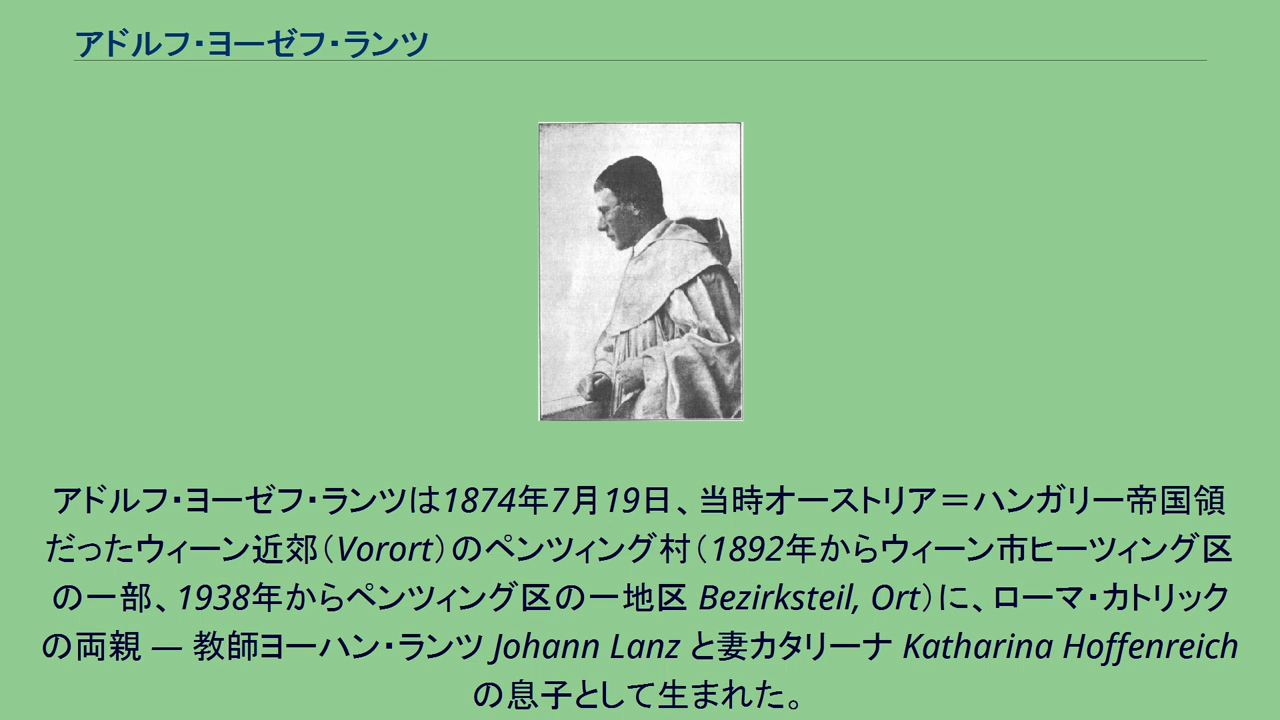 アドルフ・ヨーゼフ・ランツ
アドルフ・ヨーゼフ・ランツは1874年7月19日、当時オーストリア＝ハンガリー帝国領
だったウィーン近郊（Vorort）のペンツィング村（1892年からウィーン市ヒーツィング区
の一部、1938年からペンツィング区の一地区 Bezirksteil, Ort）に、ローマ・カトリック
の両親 — 教師ヨーハン・ランツ Johann Lanz と妻カタリーナ Katharina Hoffenreich
の息子として生まれた。